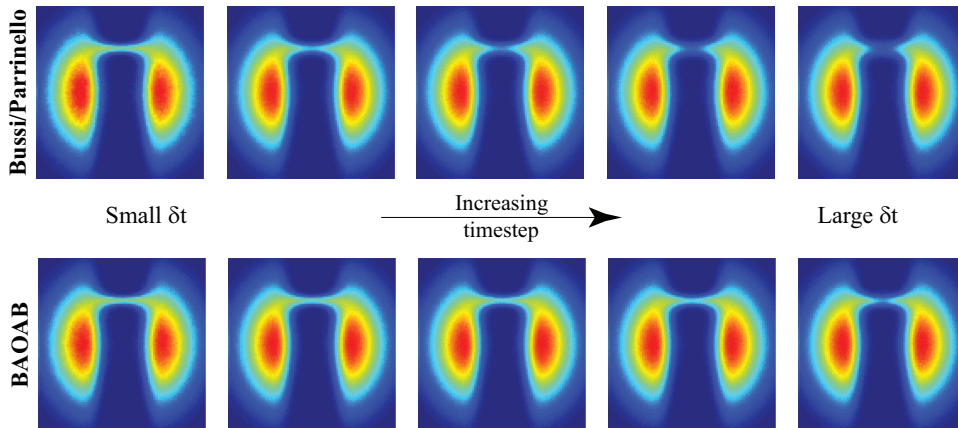 Bussi/Parrinello
Small δt
Increasing
timestep
Large δt
BAOAB